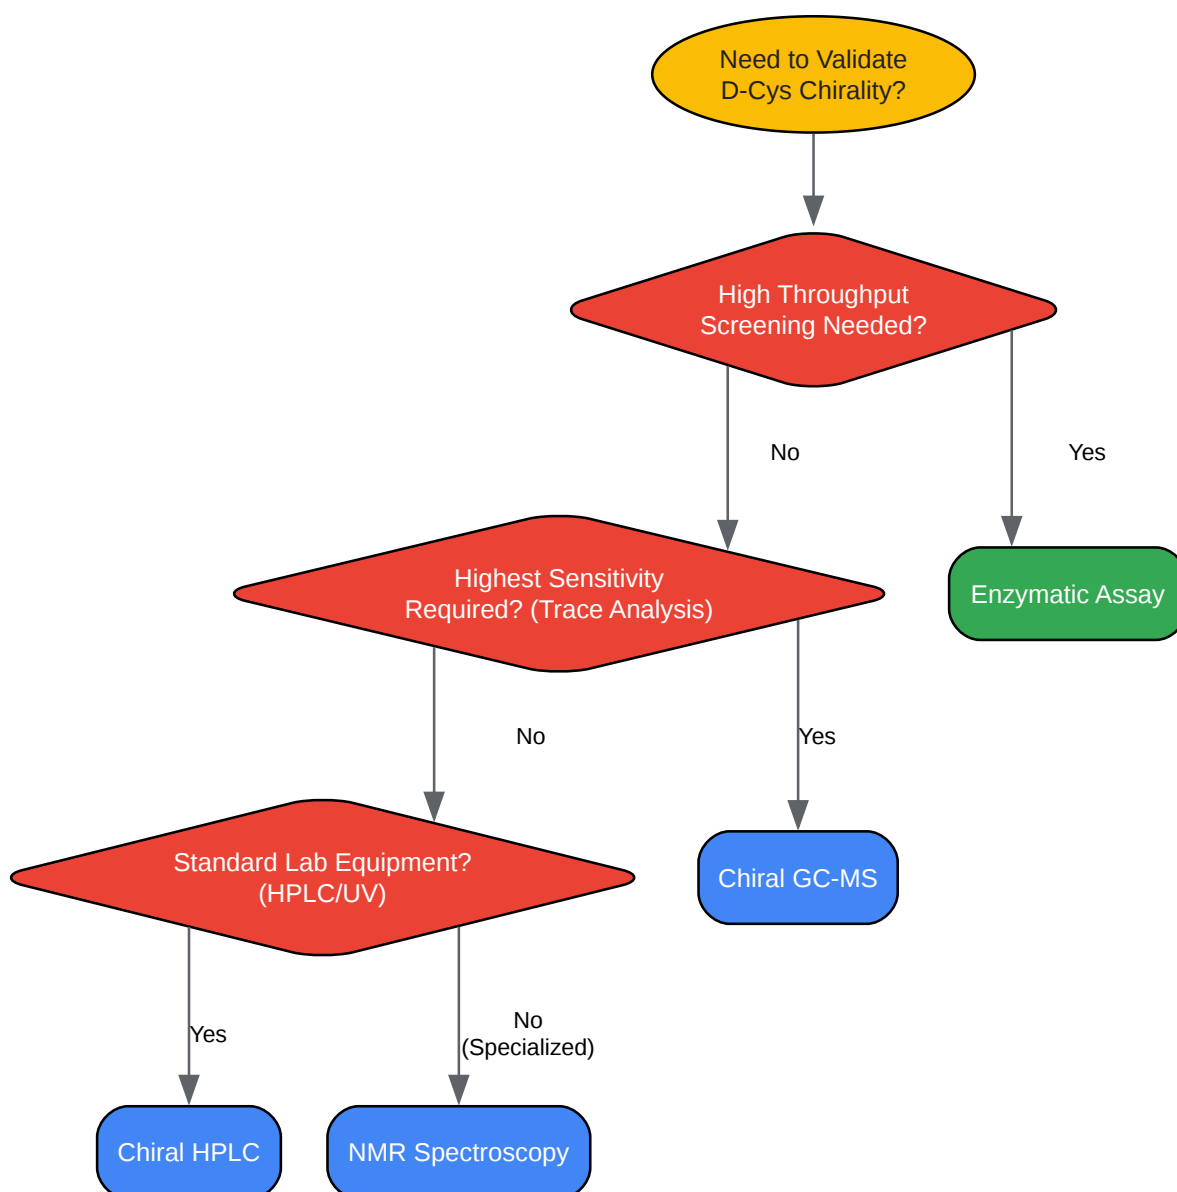 Need to Validate
D-Cys Chirality?
High Throughput
Screening Needed?
No
Yes
Highest Sensitivity
Required? (Trace Analysis)
Enzymatic Assay
No
Yes
Standard Lab Equipment?
(HPLC/UV)
Chiral GC-MS
Yes
No
(Specialized)
Chiral HPLC
NMR Spectroscopy